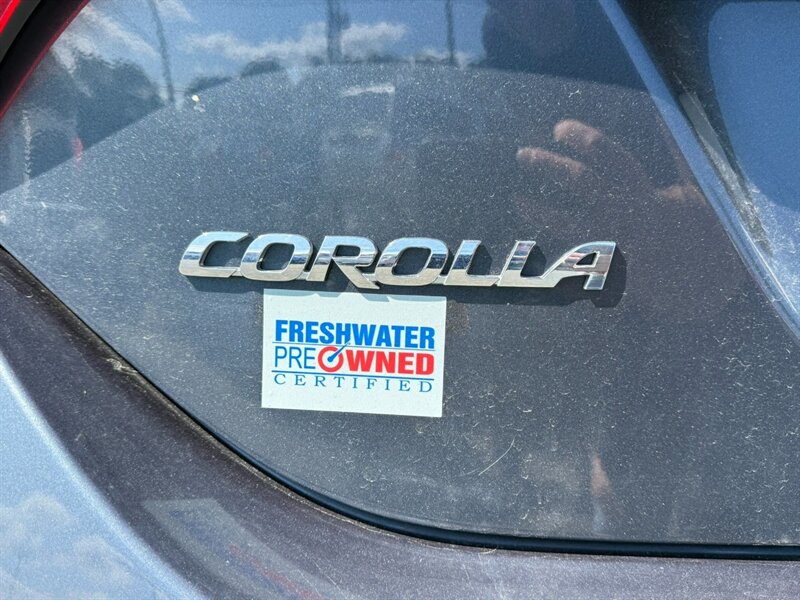 COROLLA
FRESHWATER
PREOWNED
CERTIFIED